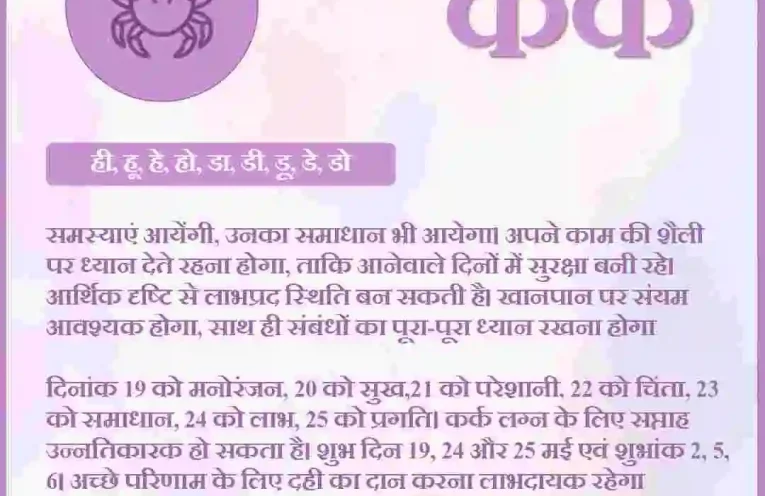 कर्क
ही, हू, हे, हो, डा, डी, डू, डे, डो
समस्याएं आयेंगी, उनका समाधान भी आयेगा। अपने काम की शैली
पर ध्यान देते रहना होगा, ताकि आनेवाले दिनों में सुरक्षा बनी रहे।
आर्थिक दृष्टि से लाभप्रद स्थिति बन सकती है। खानपान पर संयम
आवश्यक होगा, साथ ही संबंधों का पूरा-पूरा ध्यान रखना होगा
दिनांक 19 को मनोरंजन, 20 को सुख,21 को परेशानी, 22 को चिंता, 23
को समाधान, 24 को लाभ, 25 को प्रगति। कर्क लग्न के लिए सप्ताह
उन्नतिकारक हो सकता है। शुभ दिन 19, 24 और 25 मई एवं शुभांक 2, 5,
6। अच्छे परिणाम के लिए दही का दान करना लाभदायक रहेगा